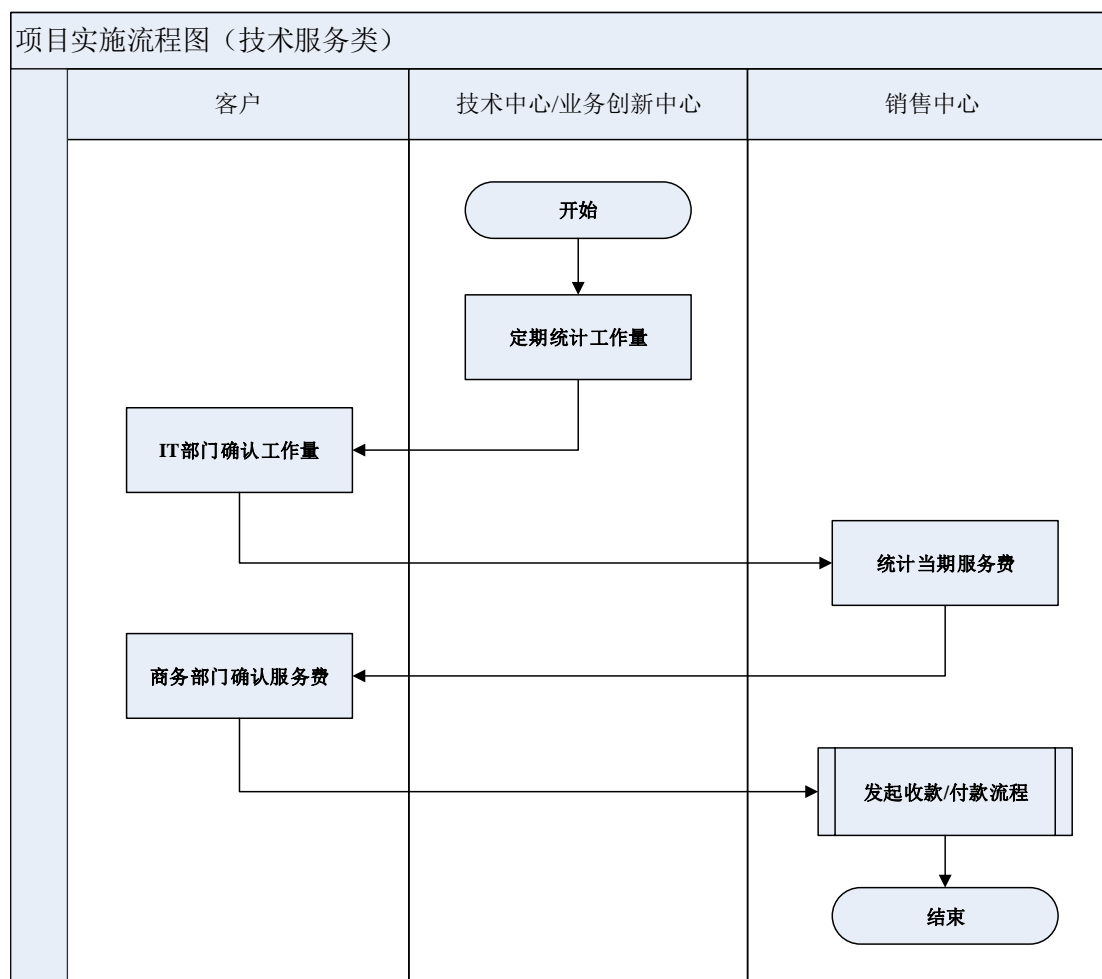 项目实施流程图（技术服务类）
客户
技术中心/业务创新中心
销售中心
开始
定期统计工作量
IT部门确认工作量
统计当期服务费
商务部门确认服务费
发起收款/付款流程
结束